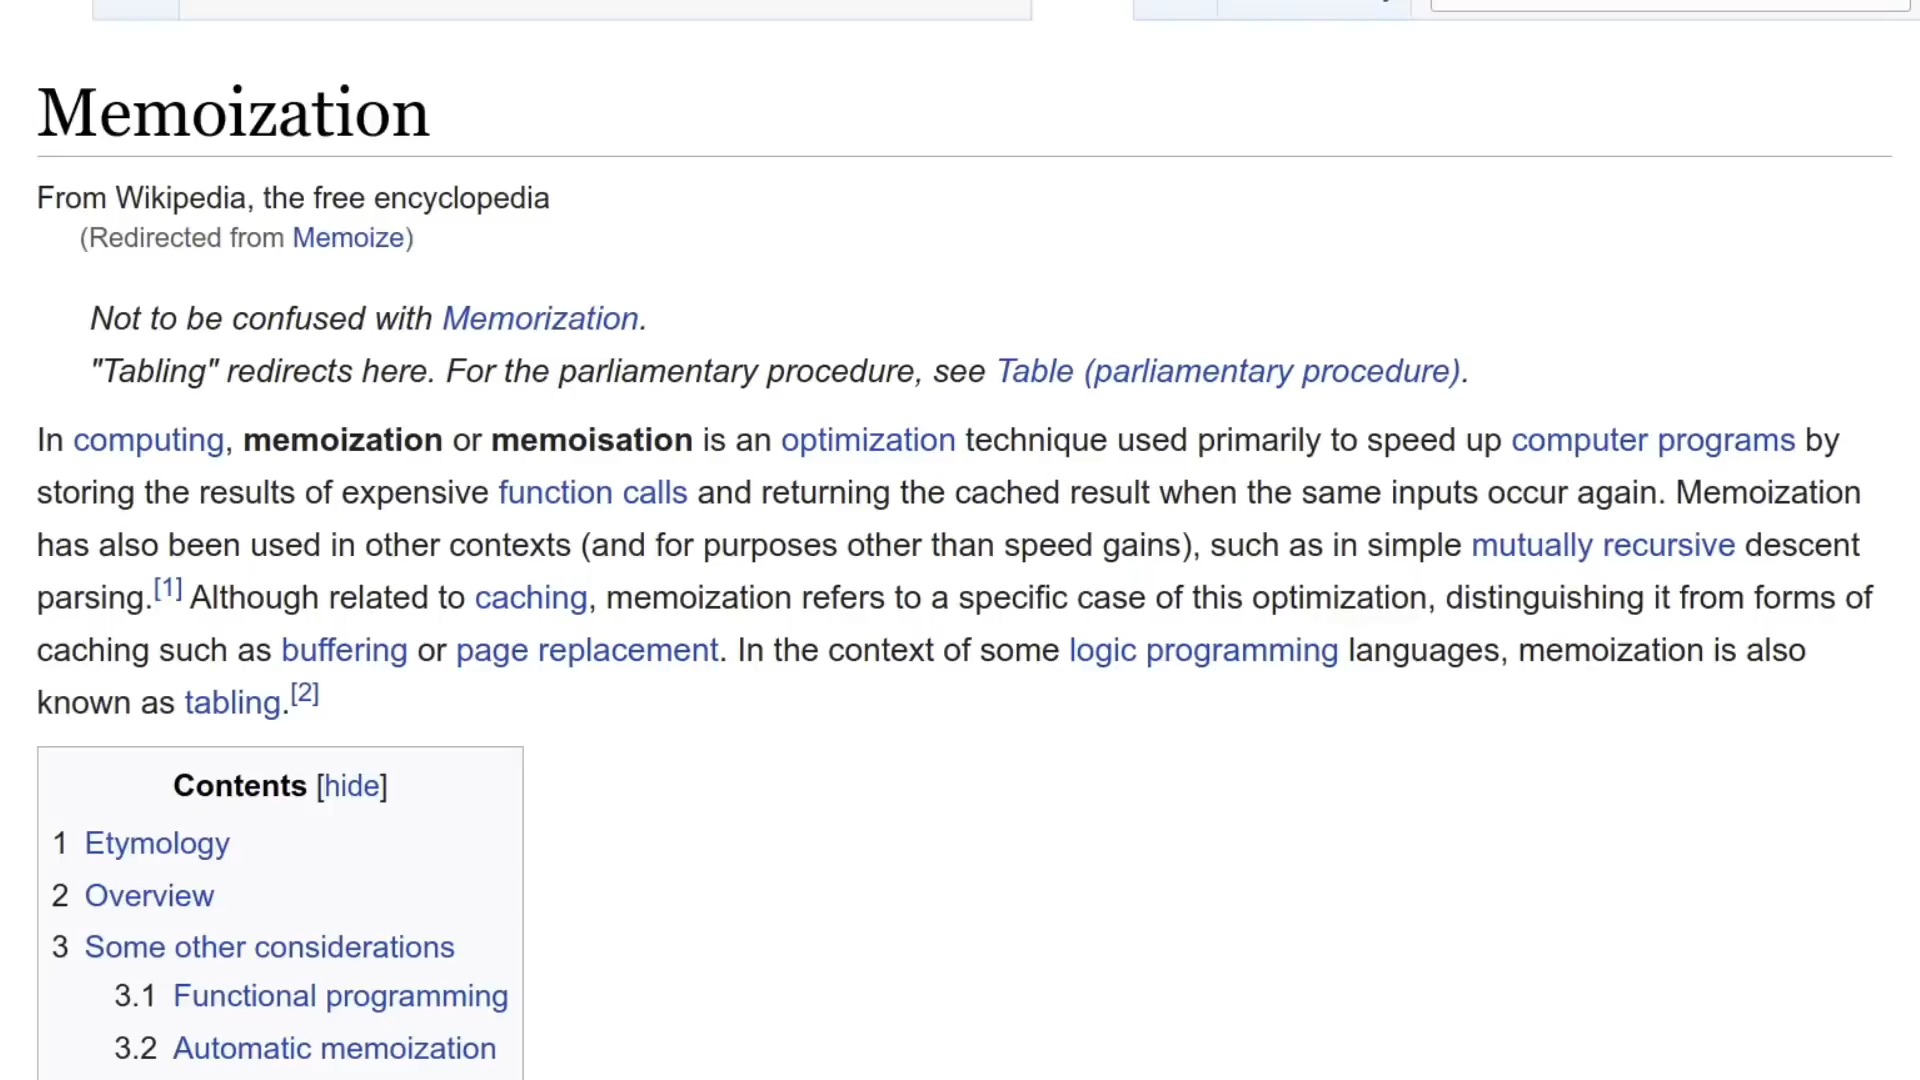 Memoization
From Wikipedia, the free encyclopedia
(Redirected from Memoize)
Not to be confused with Memorization.
"Tabling" redirects here. For the parliamentary procedure, see Table (parliamentary procedure).
In computing, memoization or memoisation is an optimization technique used primarily to speed up computer programs by
storing the results of expensive function calls and returning the cached result when the same inputs occur again. Memoization
has also been used in other contexts (and for purposes other than speed gains), such as in simple mutually recursive descent
parsing.[1] Although related to caching, memoization refers to a specific case of this optimization, distinguishing it from forms of
caching such as buffering or page replacement. In the context of some logic programming languages, memoization is also
known as tabling.[2]
Contents [hide]
1 Etymology
2 Overview
3 Some other considerations
3.1 Functional programming
3.2 Automatic memoization